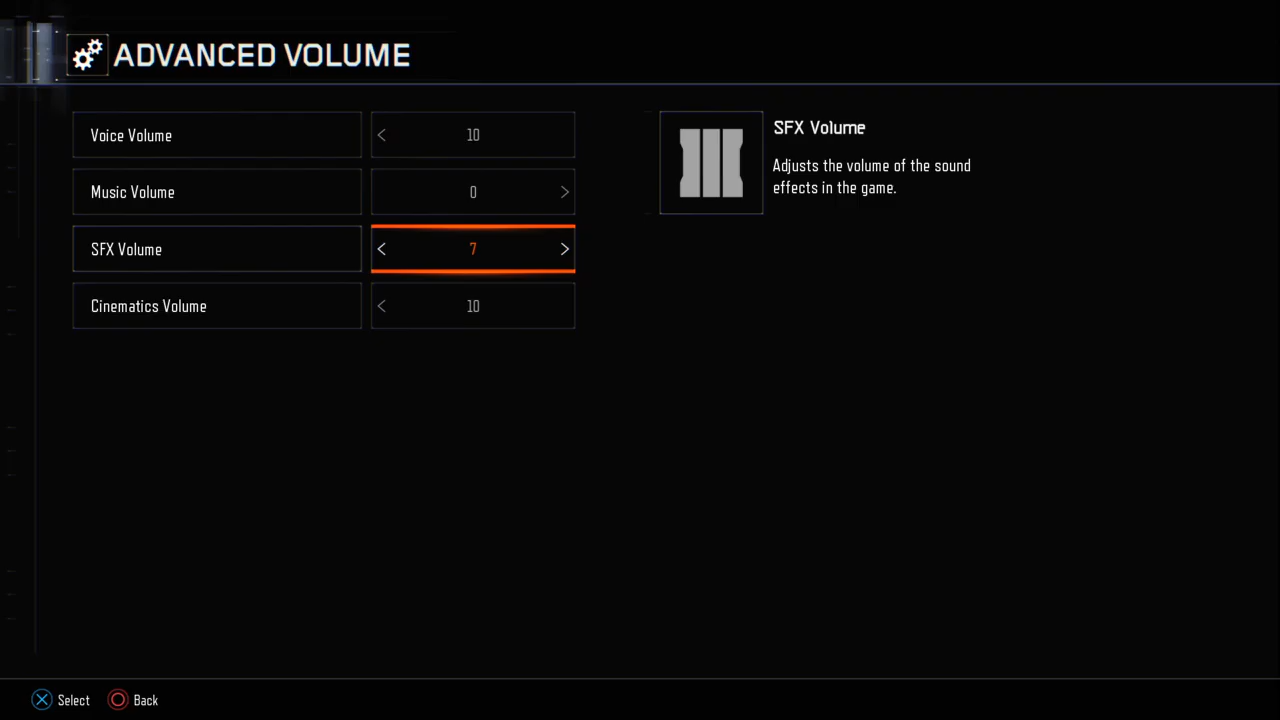 ADVANCED VOLUME
Voice Volume
10
Music Volume
0
SFX Volume
7
Cinematics Volume
10
SFX Volume
Adjusts the volume of the sound
effects in the game.
Select
Back